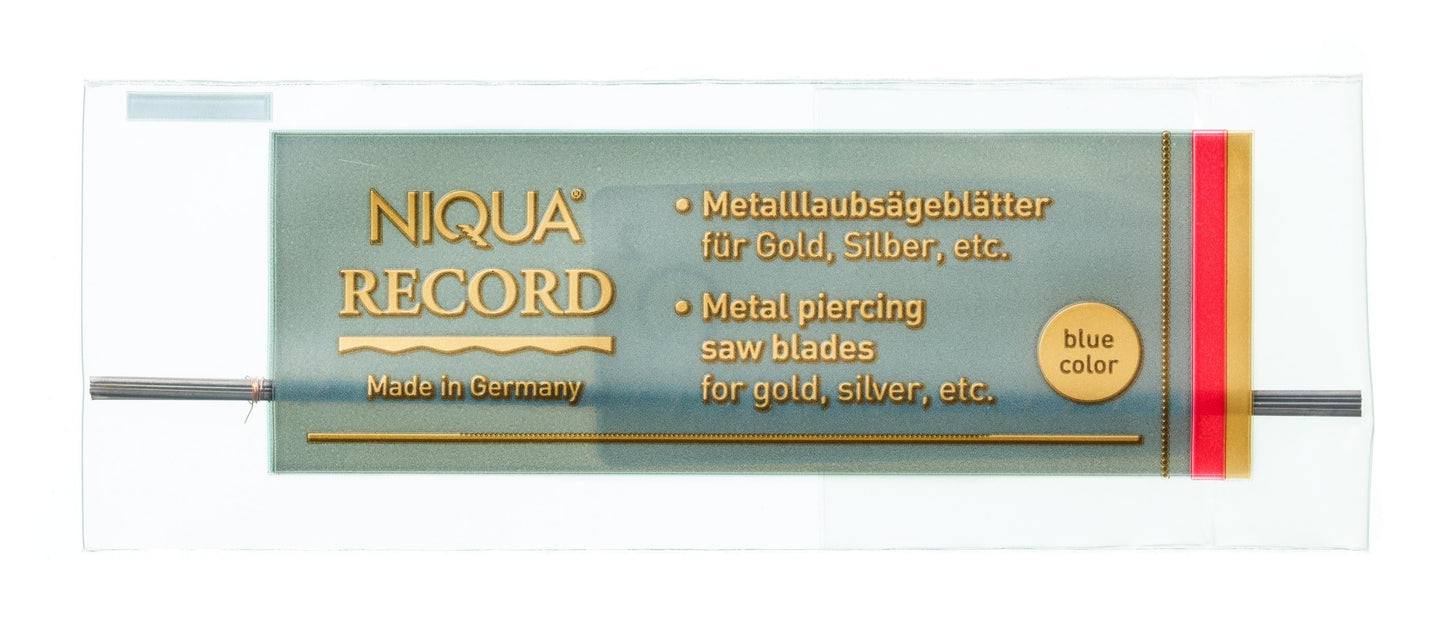 NIQUA®
RECORD
Made in Germany
• Metalllaubsägeblätter
für Gold, Silber, etc.
• Metal piercing
saw blades
for gold, silver, etc.
blue
color